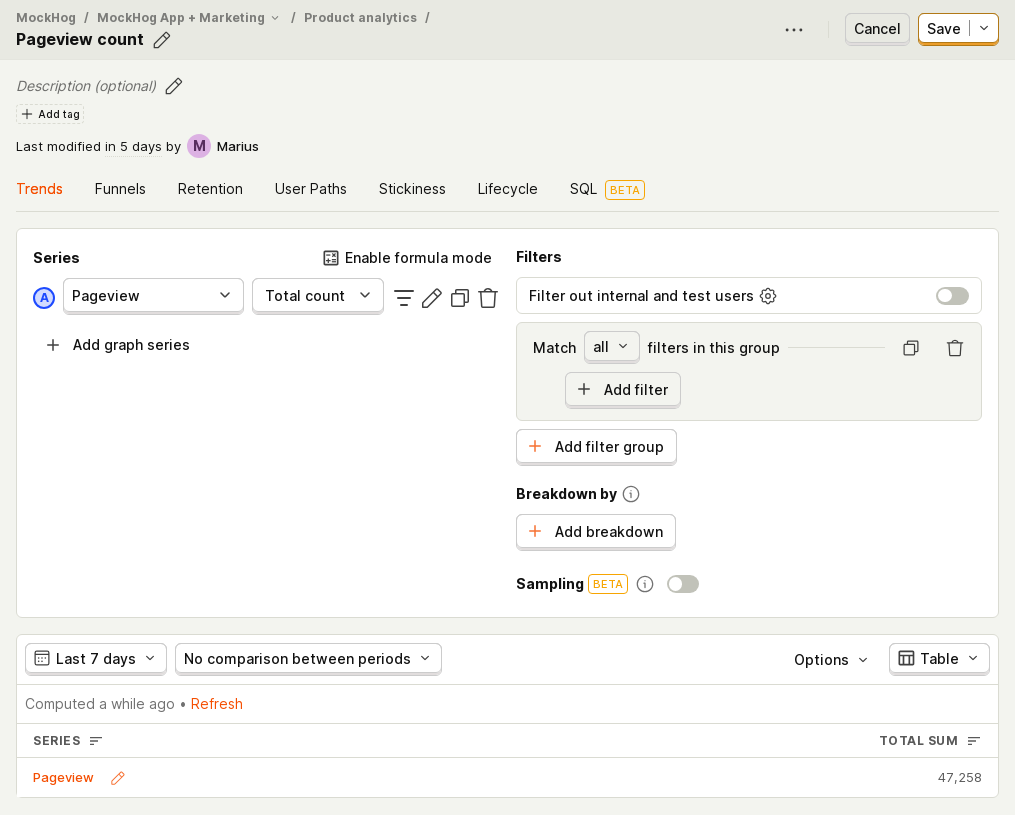 MockHog / MockHog App + Marketing / Product analytics /
Pageview count
Cancel
Save
Description (optional)
Add tag
Last modified in 5 days by M Marius
Trends Funnels Retention User Paths Stickiness Lifecycle SQL BETA
Series
Enable formula mode
A Pageview Total count
Add graph series
Filters
Filter out internal and test users
Match all filters in this group
Add filter
Add filter group
Breakdown by
Add breakdown
Sampling BETA
Last 7 days No comparison between periods Options Table
Computed a while ago • Refresh
SERIES TOTAL SUM
Pageview 47,258